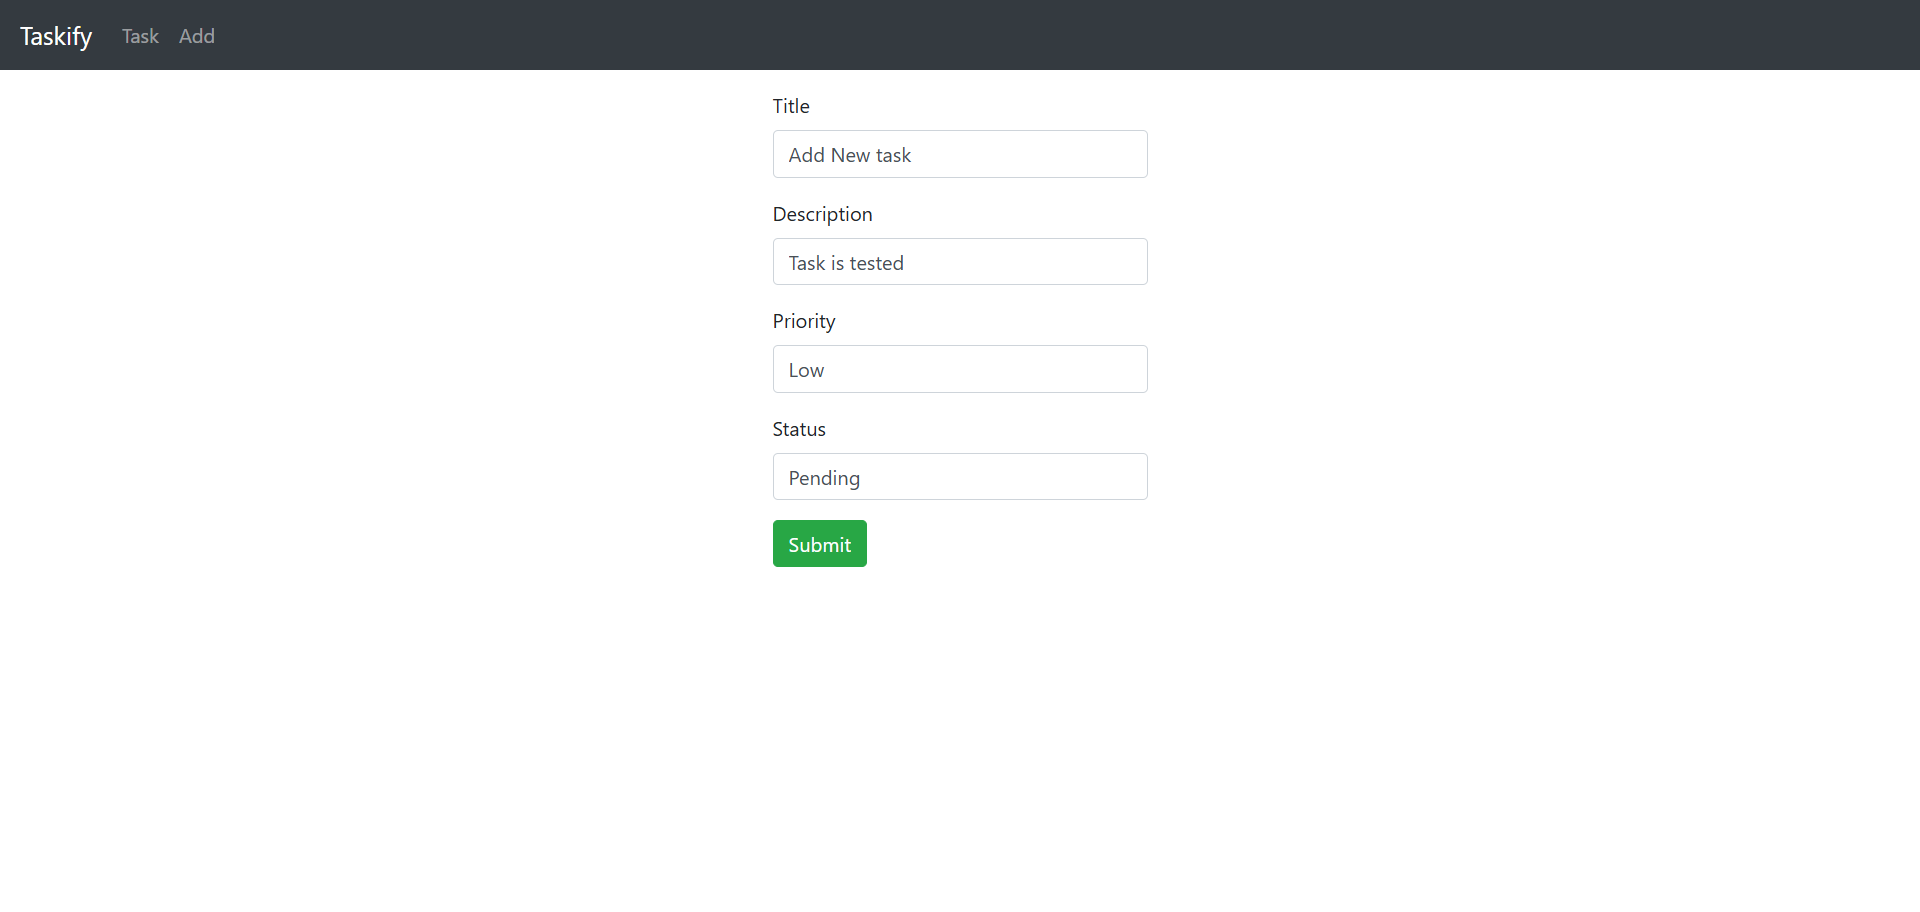 Taskify Task Add
Title
Add New task
Description
Task is tested
Priority
Low
Status
Pending
Submit